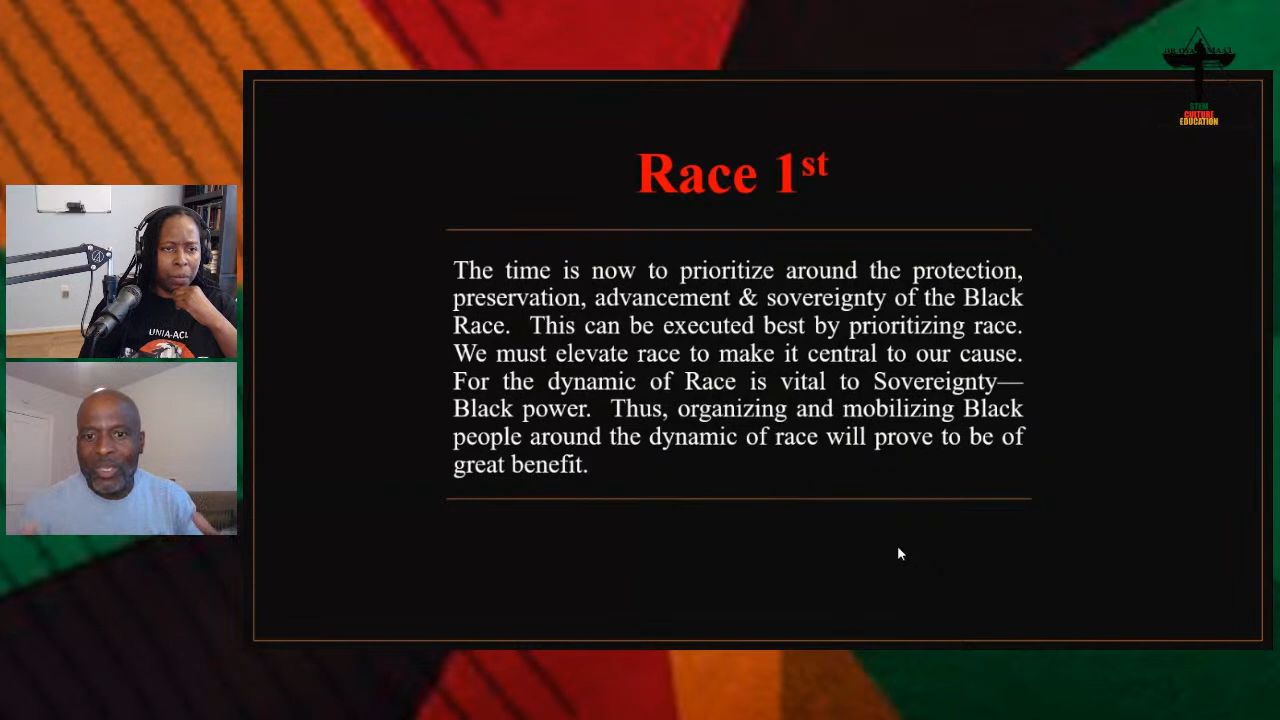 Race 1st
The time is now to prioritize around the protection,
preservation, advancement & sovereignty of the Black
Race. This can be executed best by prioritizing race.
We must elevate race to make it central to our cause.
For the dynamic of Race is vital to Sovereignty—
Black power. Thus, organizing and mobilizing Black
people around the dynamic of race will prove to be of
great benefit.
STEM
CULTURE
EDUCATION
UNIA-ACL